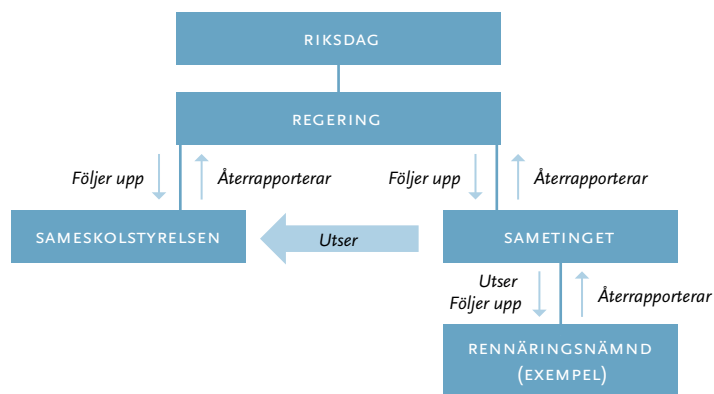 RIKSDAG
REGERING
Följer upp
Återrapporterar
Följer upp
Återrapporterar
SAMESKOLSTYRELSEN
Utser
SAMETINGET
Utser
Följer upp
Återrapporterar
RENNÄRINGSNÄMND
(EXEMPEL)